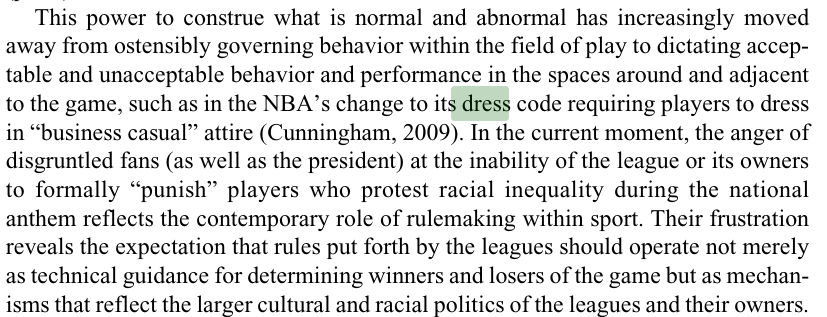 This power to construe what is normal and abnormal has increasingly moved
away from ostensibly governing behavior within the field of play to dictating accep-
table and unacceptable behavior and performance in the spaces around and adjacent
to the game, such as in the NBA’s change to its dress code requiring players to dress
in “business casual” attire (Cunningham, 2009). In the current moment, the anger of
disgruntled fans (as well as the president) at the inability of the league or its owners
to formally “punish” players who protest racial inequality during the national
anthem reflects the contemporary role of rulemaking within sport. Their frustration
reveals the expectation that rules put forth by the leagues should operate not merely
as technical guidance for determining winners and losers of the game but as mechan-
isms that reflect the larger cultural and racial politics of the leagues and their owners.